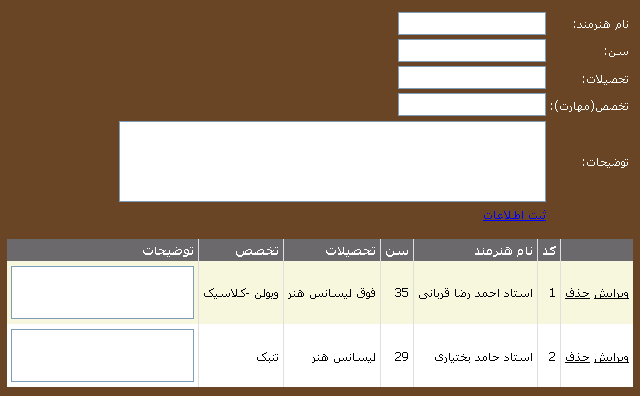 نام هنرمند:
سن:
تحصیلات:
تخصص(مهارت):
توضیحات:
ثبت اطلاعات
کد نام هنرمند سن تحصیلات تخصص توضیحات
ویرایش حذف 1 استاد احمد رضا قربانی 35 فوق لیسانس هنر ویولن -کلاسیک
ویرایش حذف 2 استاد حامد بختیاری 29 لیسانس هنر تنبک